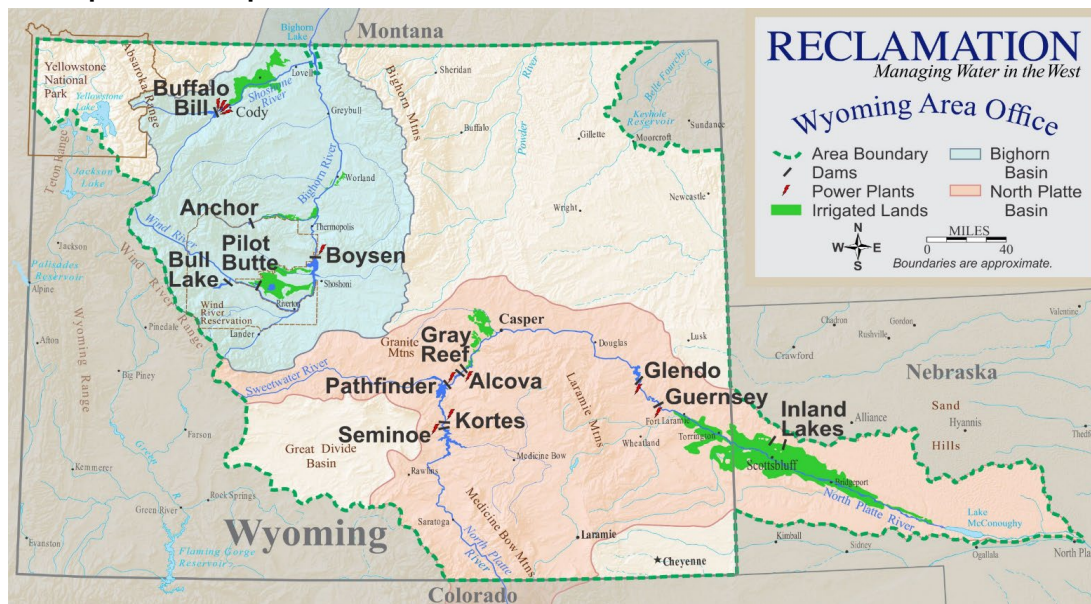 Montana
Bighorn
Lake
RECLAMATION
Managing Water in the West
Wyoming Area Office
Area Boundary
Dams
Power Plants
Irrigated Lands
Bighorn
Basin
North Platte
Basin
N
W
E
S
MILES
0
40
Boundaries are approximate.
Yellowstone
National
Park
Absaroka Range
Yellowstone
Lake
Buffalo
Bill
Cody
Shoshone
River
Lovell
Bighorn Mtns
Sheridan
Powder
River
Belle Fourche
R.
Keyhole
Reservoir
Sundance
Moorcroft
Gillette
Buffalo
Greybull
Teton Range
Jackson
Lake
Bighorn River
Worland
Newcastle
Wright
Anchor
Thermopolis
Wind River
Pilot
Butte
Bull
Lake
Boysen
Shoshoni
Riverton
Wind
River
Reservation
Lander
Jackson
Palisades
Reservoir
Alpine
Wind River Range
Pinedale
Afton
Wyoming Range
Big Piney
Farson
Green
R.
Kemmerer
Rock Springs
Green River
Evanston
Flaming Gorge
Reservoir
Granite
Mtns
Gray
Reef
Casper
Sweetwater River
Pathfinder
Alcova
Kortes
Seminoe
Great Divide
Basin
Rawlins
Medicine Bow
Saratoga
North Platte
River
Medicine Bow Mtns
Laramie
Mtns
Douglas
Lusk
Glendo
Guernsey
Fort Laramie
Wheatland
Torrington
Laramie
Cheyenne
Inland
Lakes
Scottsbluff
Bridgeport
Alliance
North Platte River
Lake
McConoughy
Kimball
Sidney
Ogallala
North Pla
Chadron
Gordon
Rushville
Crawford
Valentine
Nebraska
Sand
Hills
Hyannis
Wyoming
Colorado